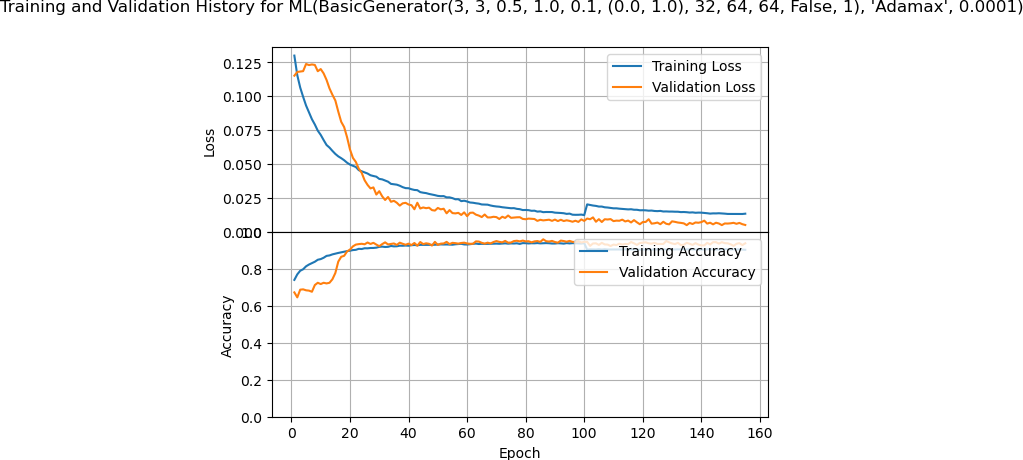 Training and Validation History for ML(BasicGenerator(3, 3, 0.5, 1.0, 0.1, (0.0, 1.0), 32, 64, 64, False, 1), 'Adamax', 0.0001)
Training Loss
Validation Loss
0.125
0.100
0.075
0.050
0.025
0.000
Loss
Training Accuracy
Validation Accuracy
1.0
0.8
0.6
0.4
0.2
0.0
Accuracy
0 20 40 60 80 100 120 140 160
Epoch